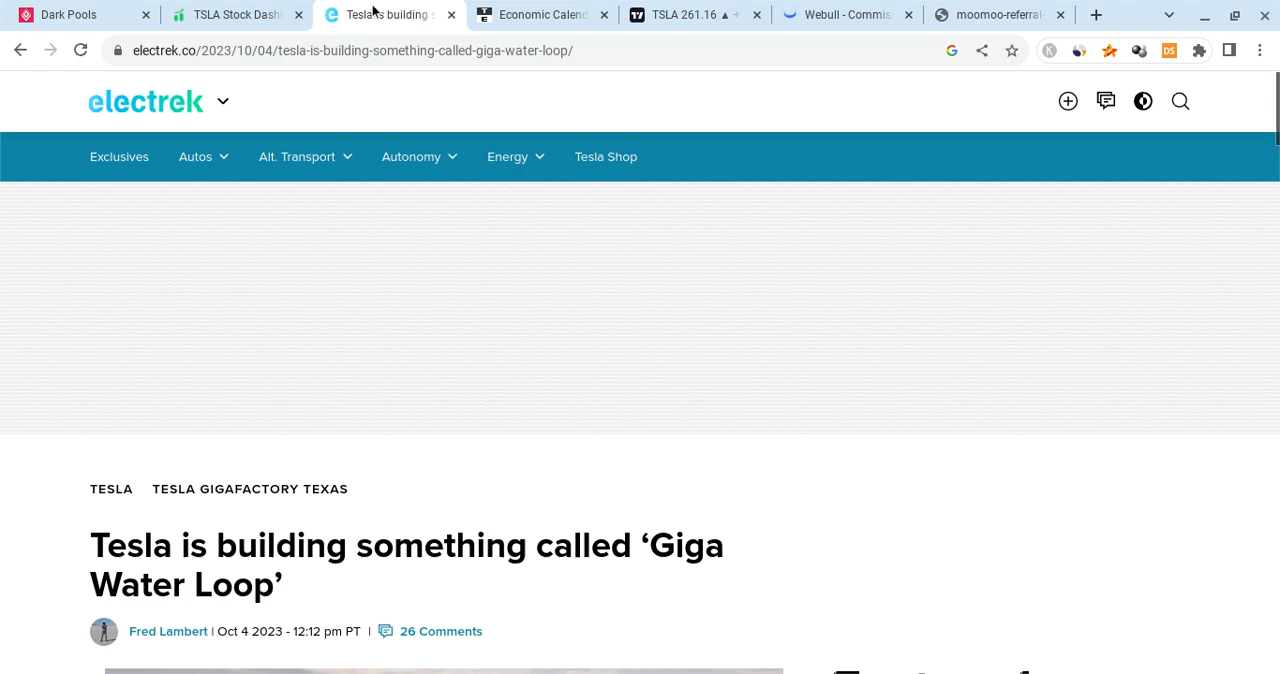 Dark Pools
TSLA Stock Dash
Tesla is building
Economic Calend
TSLA 261.16 ▲ +
Webull - Commis
moomoo-referral
electrek.co/2023/10/04/tesla-is-building-something-called-giga-water-loop/
K
DS
electrek
Exclusives Autos Alt. Transport Autonomy Energy Tesla Shop
TESLA TESLA GIGAFACTORY TEXAS
Tesla is building something called ‘Giga
Water Loop’
Fred Lambert | Oct 4 2023 - 12:12 pm PT | 26 Comments